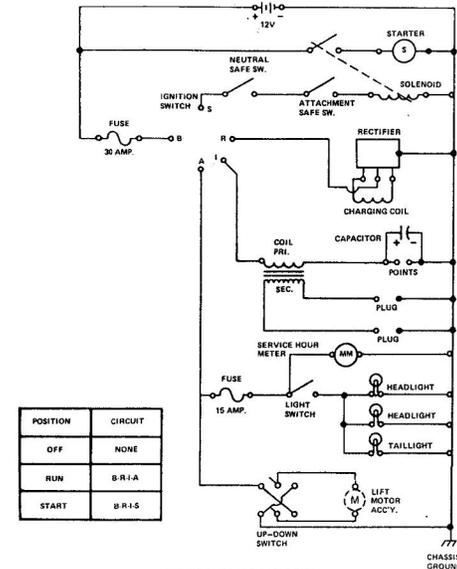 + -
12V
STARTER
S
NEUTRAL
SAFE SW.
SOLENOID
IGNITION
SWITCH
S
ATTACHMENT
SAFE SW.
FUSE
30 AMP.
B
R
RECTIFIER
A
I
CHARGING COIL
COIL
PRI.
CAPACITOR
+ -
POINTS
SEC.
PLUG
PLUG
SERVICE HOUR
METER
MM
FUSE
15 AMP.
LIGHT
SWITCH
HEADLIGHT
HEADLIGHT
TAILLIGHT
POSITION CIRCUIT
OFF NONE
RUN B-R-I-A
START B-R-I-S
M
LIFT
MOTOR
ACC'Y.
UP-DOWN
SWITCH
CHASSIS
GROUND